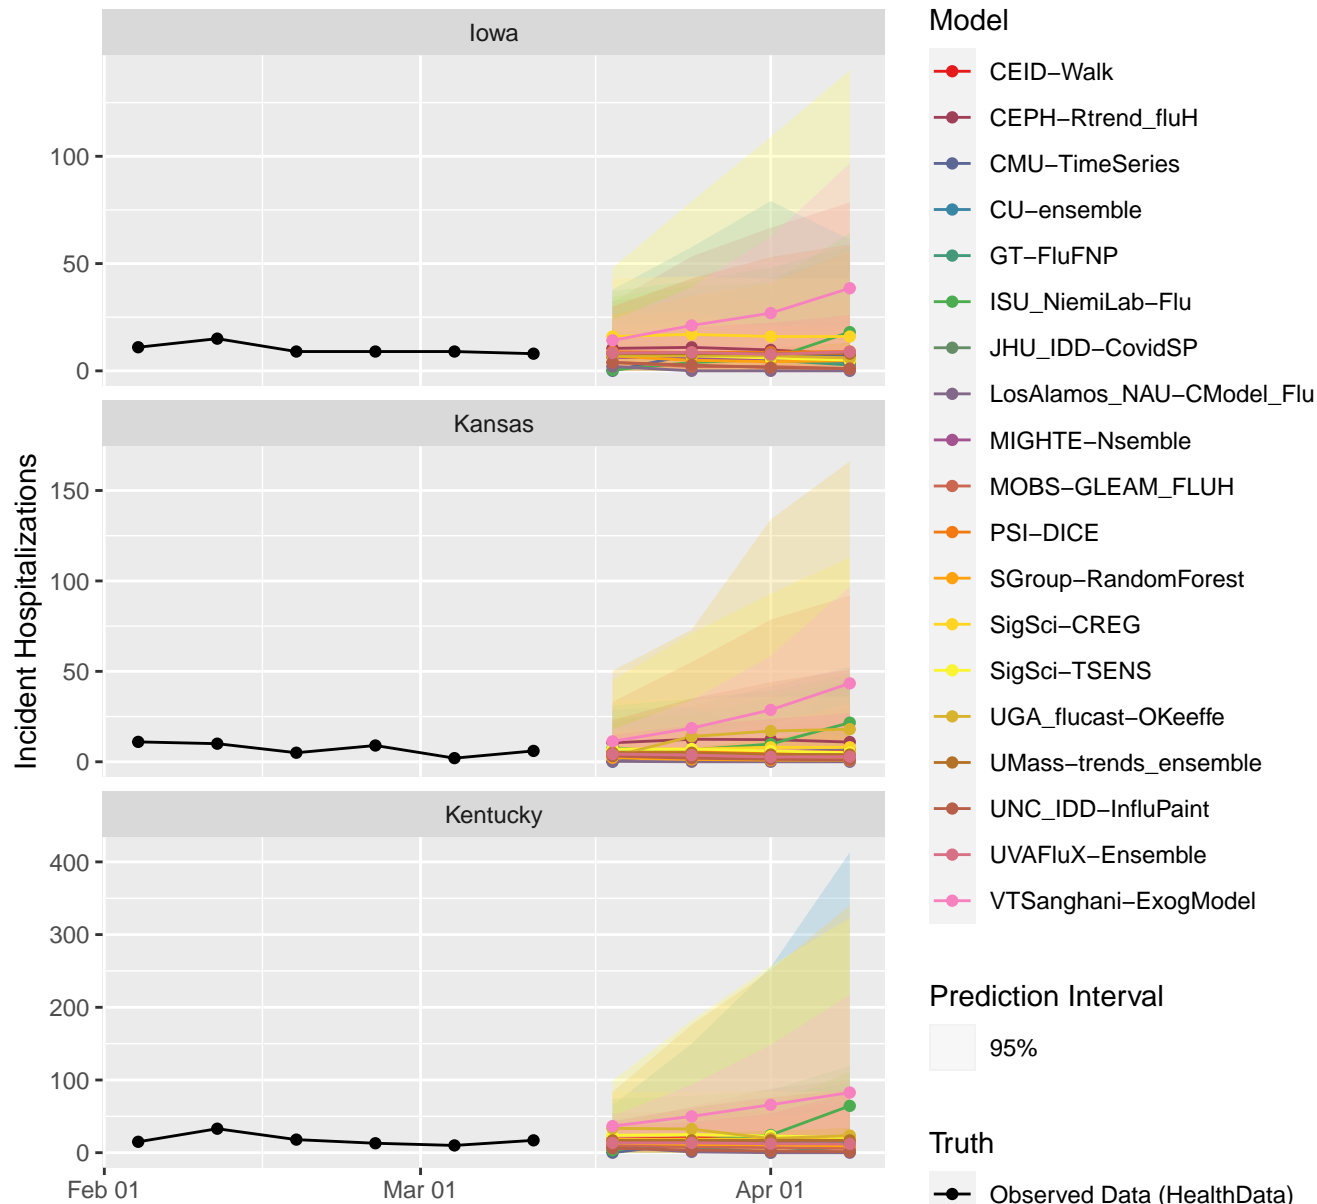 Iowa
100
50
0
Kansas
150
100
50
0
Kentucky
400
300
200
100
0
Feb 01
Mar 01
Apr 01
Incident Hospitalizations
Model
CEID−Walk
CEPH−Rtrend_fluH
CMU−TimeSeries
CU−ensemble
GT−FluFNP
ISU_NiemiLab−Flu
JHU_IDD−CovidSP
LosAlamos_NAU−CModel_Flu
MIGHTE−Nsemble
MOBS−GLEAM_FLUH
PSI−DICE
SGroup−RandomForest
SigSci−CREG
SigSci−TSENS
UGA_flucast−OKeeffe
UMass−trends_ensemble
UNC_IDD−InfluPaint
UVAFluX−Ensemble
VTSanghani−ExogModel
Prediction Interval
95%
Truth
Observed Data (HealthData)